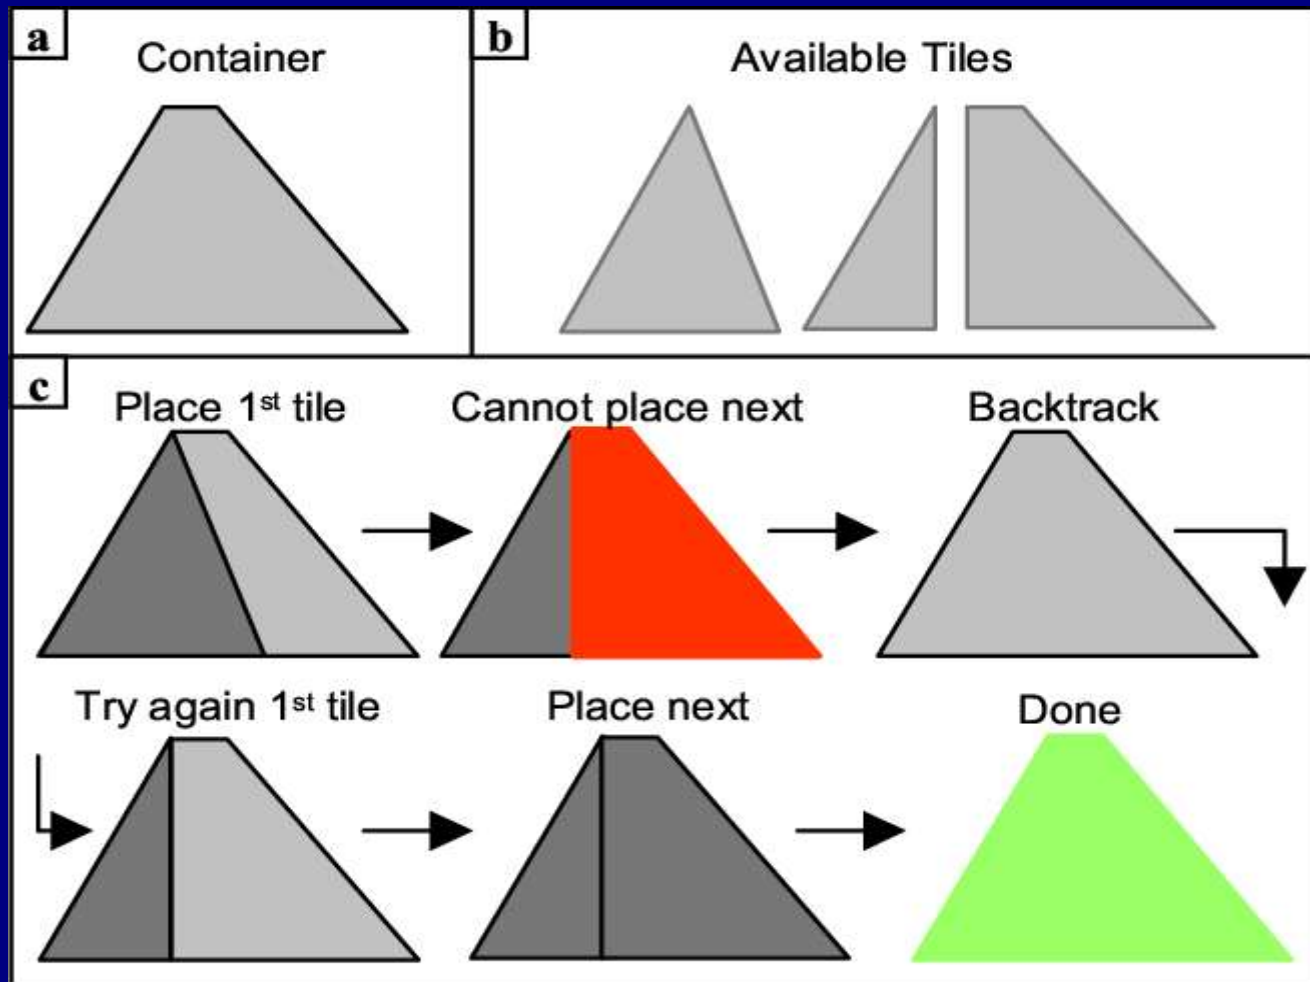 a
Container
b
Available Tiles
c
Place 1st tile
Cannot place next
Backtrack
Try again 1st tile
Place next
Done